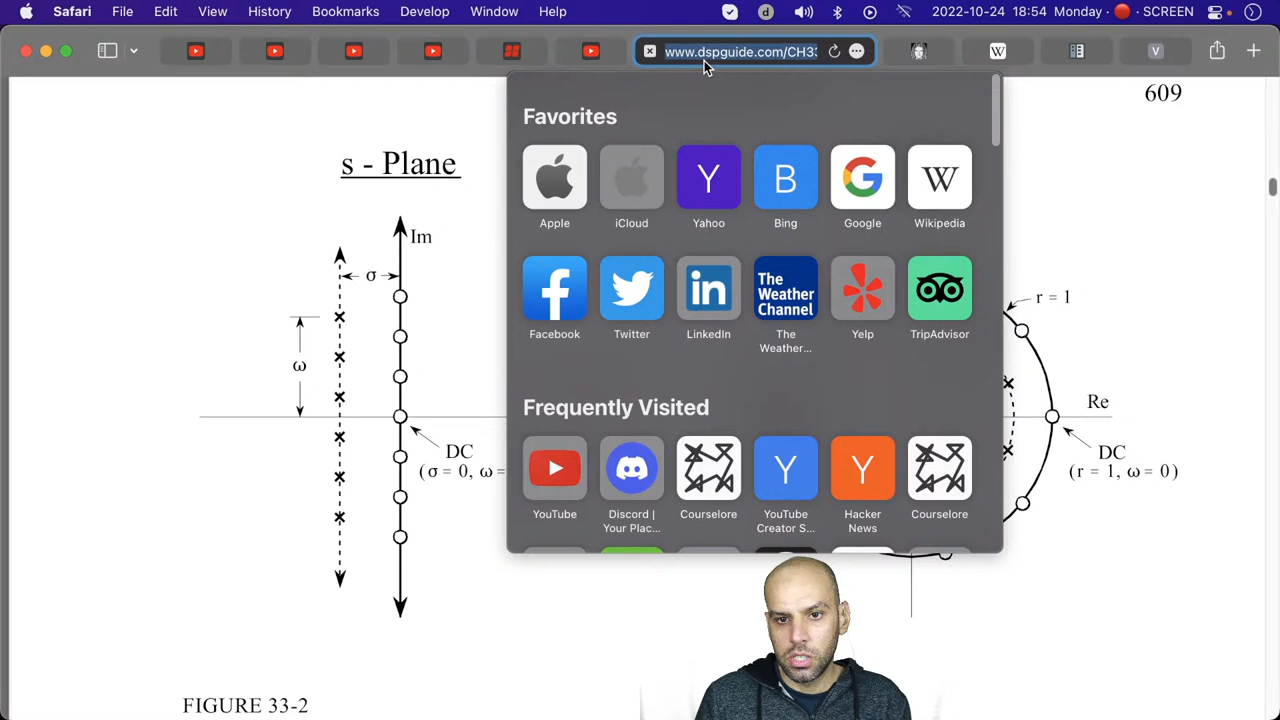 Safari File Edit View History Bookmarks Develop Window Help d 2022-10-24 18:54 Monday SCREEN
www.dspguide.com/CH33
W V
609
s - Plane
Favorites
Y B G W
Apple iCloud Yahoo Bing Google Wikipedia
Im
σ
r = 1
The Weather Channel
in
Facebook Twitter LinkedIn The Weather... Yelp TripAdvisor
ω
Re
Frequently Visited
DC
(σ = 0, ω =
DC
(r = 1, ω = 0)
Y Y
YouTube Discord | Your Plac... Courselore YouTube Creator S... Hacker News Courselore
FIGURE 33-2